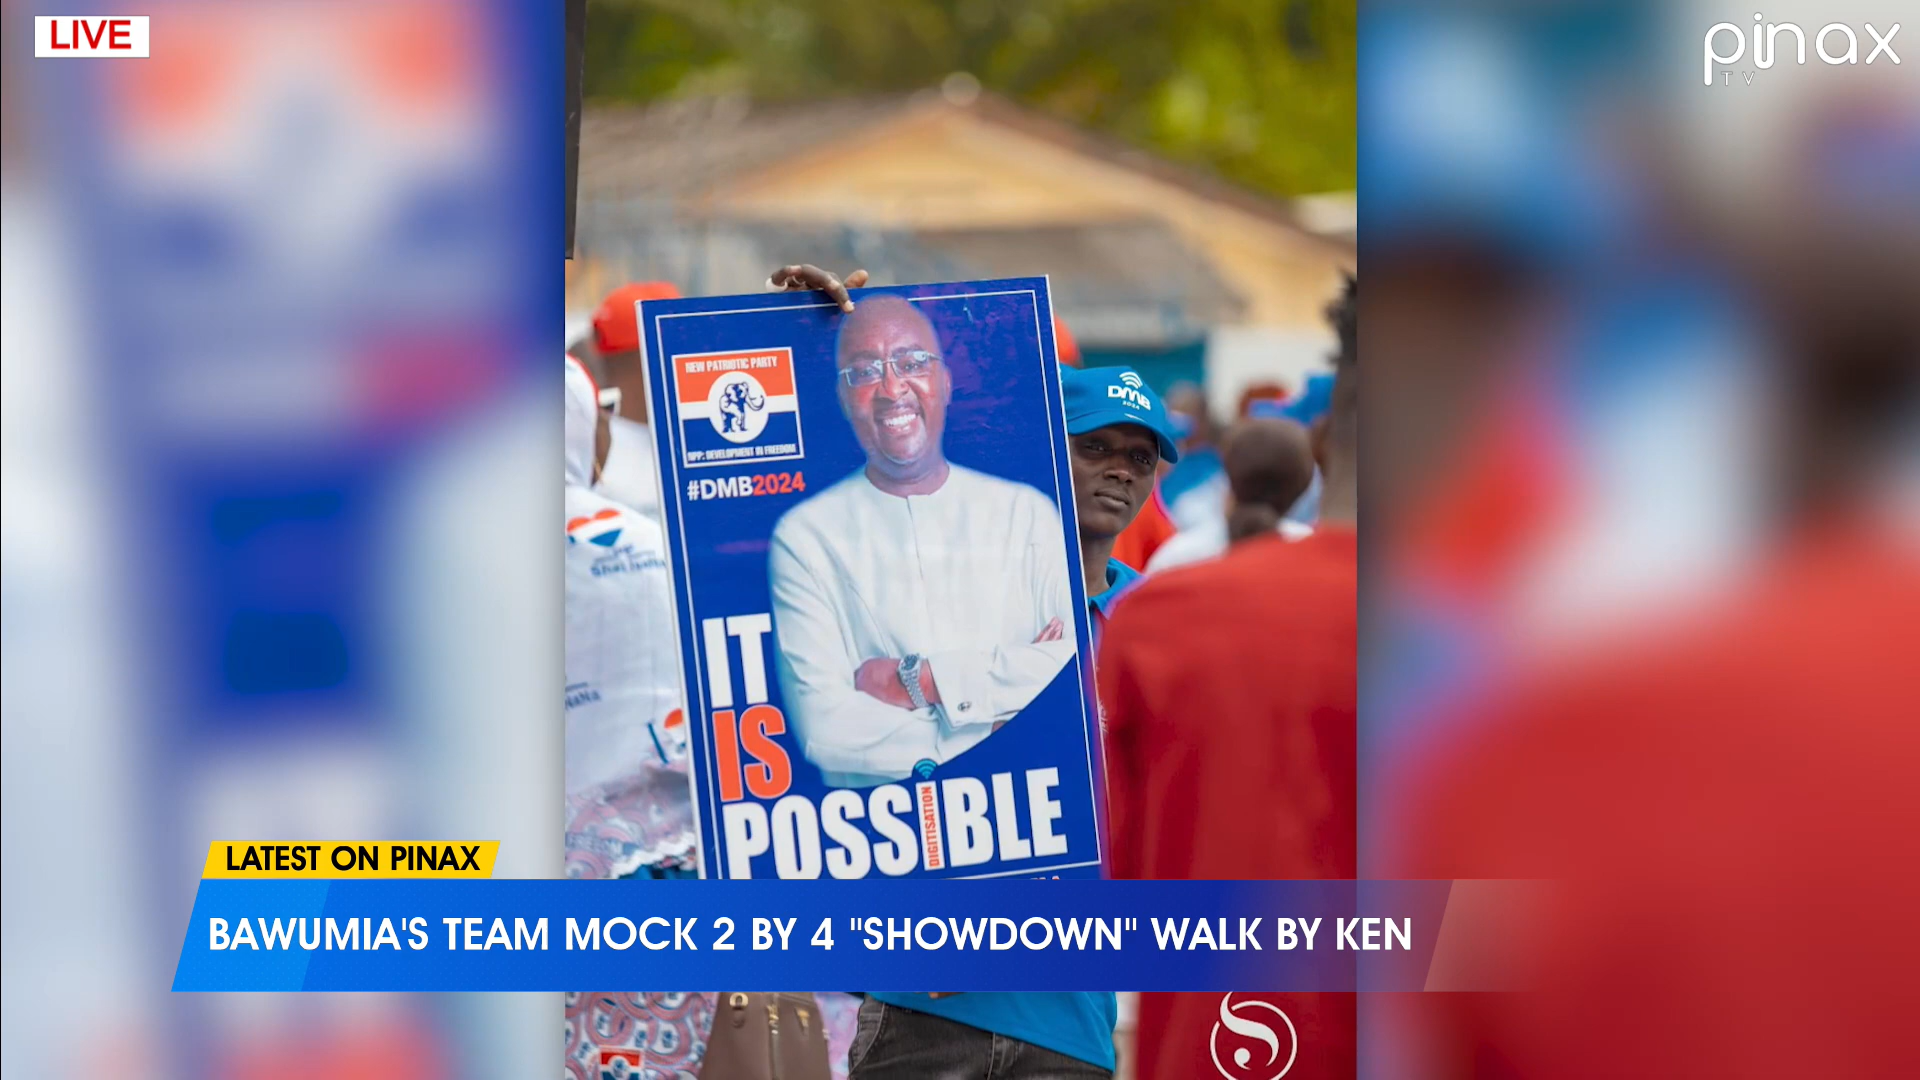 LIVE
pinax
TV
DMB
2024
NEW PATRIOTIC PARTY
NPP: DEVELOPMENT IN FREEDOM
#DMB2024
IT
IS
POSSIBLE
DIGITISATION
LATEST ON PINAX
BAWUMIA'S TEAM MOCK 2 BY 4 "SHOWDOWN" WALK BY KEN